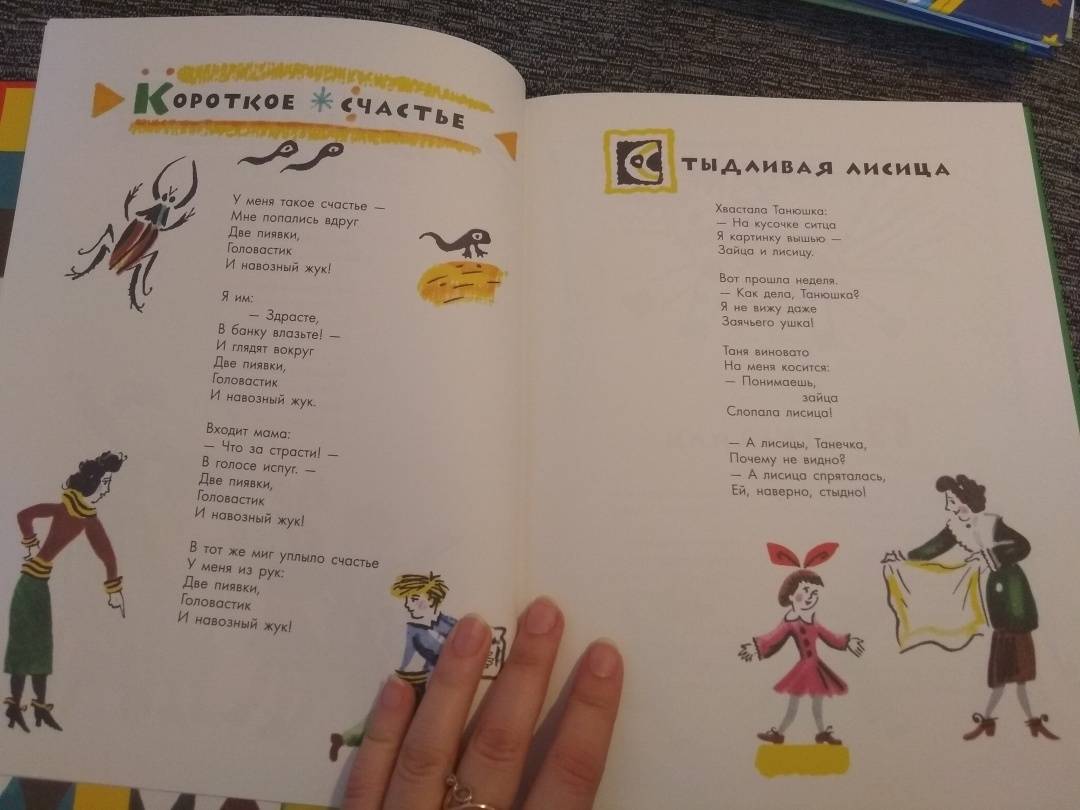 Короткое счастье
У меня такое счастье —
Мне попались вдруг
Две пиявки,
Головастик
И навозный жук!
Я им:
— Здрасте,
В банку влазьте! —
И глядят вокруг
Две пиявки,
Головастик
И навозный жук.
Входит мама:
— Что за страсти! —
В голосе испуг. —
Две пиявки,
Головастик
И навозный жук!
В тот же миг уплыло счастье
У меня из рук:
Две пиявки,
Головастик
И навозный жук!
Стыдливая лисица
Хвастала Танюшка:
— На кусочке ситца
Я картинку вышью —
Зайца и лисицу.
Вот прошла неделя.
— Как дела, Танюшка?
Я не вижу даже
Заячьего ушка!
Таня виновато
На меня косится:
— Понимаешь,
зайца
Слопала лисица!
— А лисицы, Танечка,
Почему не видно?
— А лисица спряталась,
Ей, наверно, стыдно!